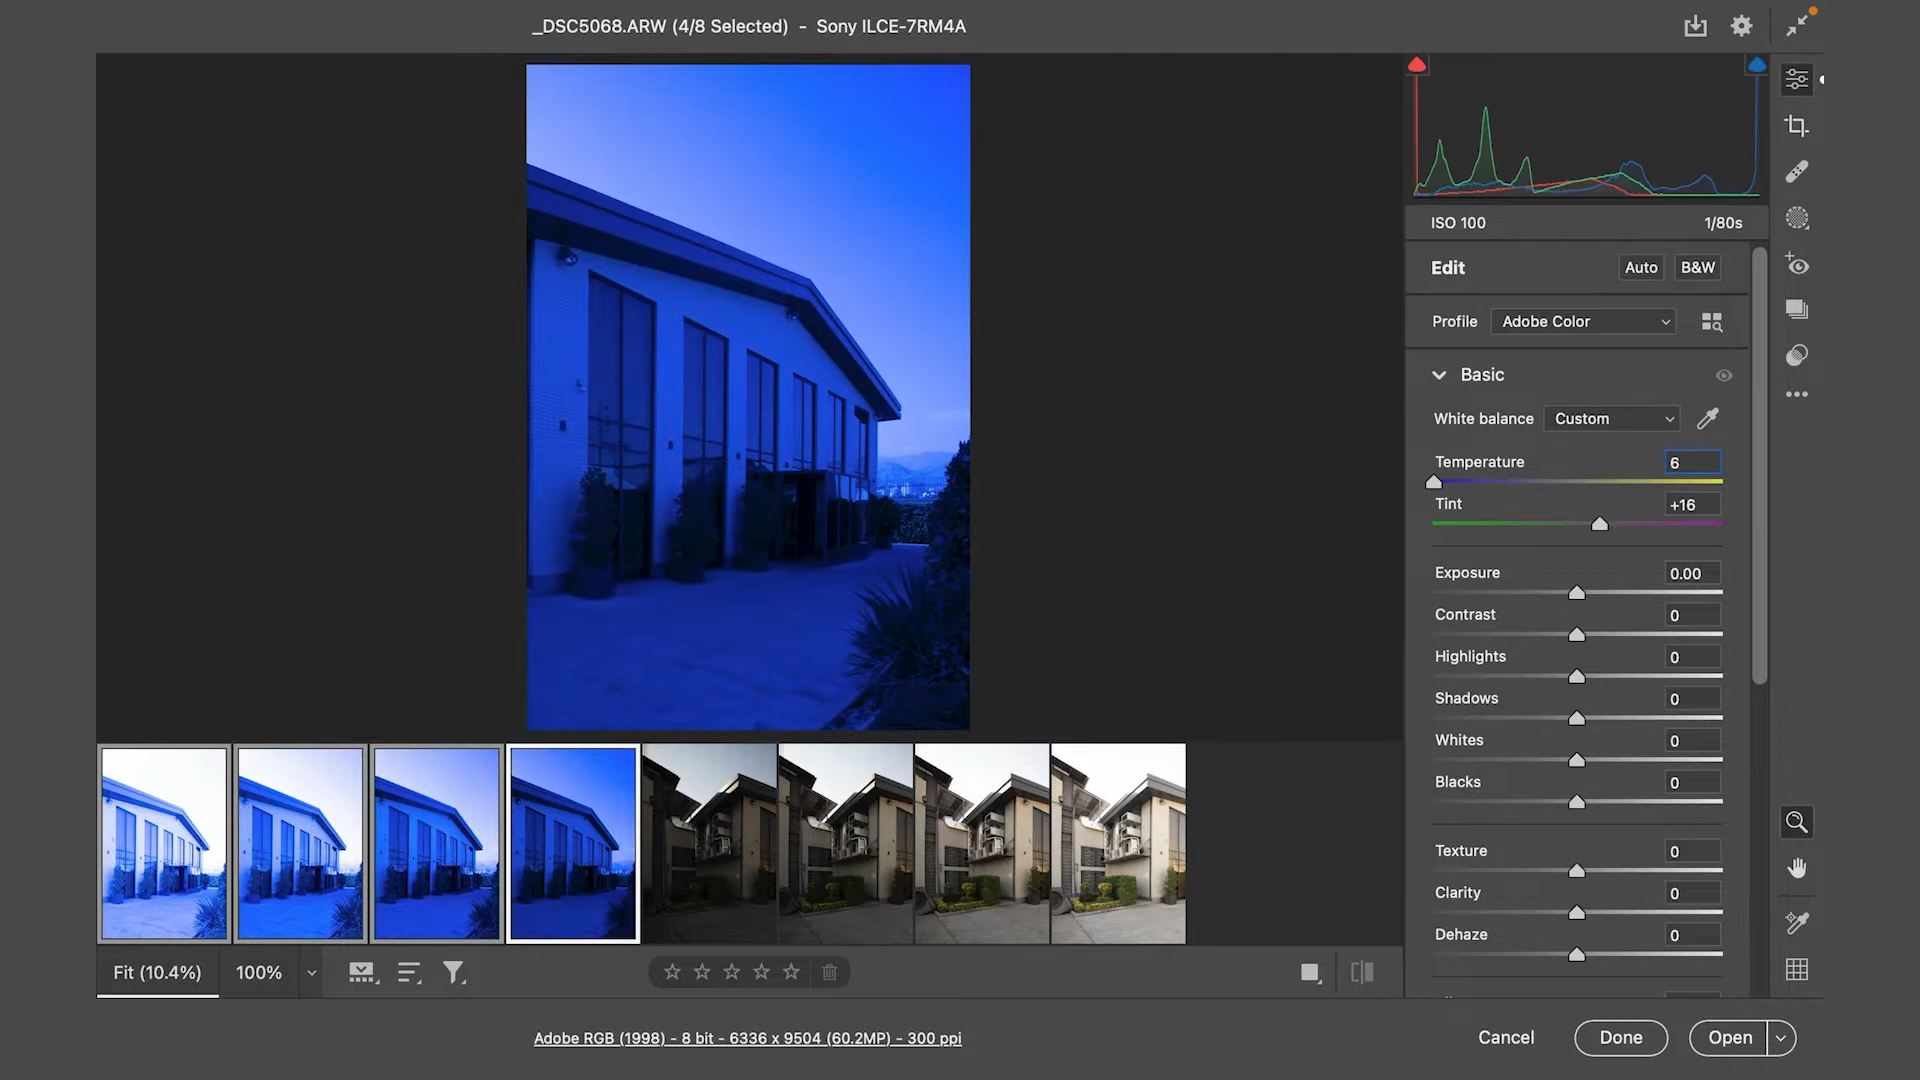 _DSC5068.ARW (4/8 Selected) - Sony ILCE-7RM4A
ISO 100 1/80s
Edit Auto B&W
Profile Adobe Color
Basic
White balance Custom
Temperature 6
Tint +16
Exposure 0.00
Contrast 0
Highlights 0
Shadows 0
Whites 0
Blacks 0
Texture 0
Clarity 0
Dehaze 0
Fit (10.4%) 100%
Adobe RGB (1998) - 8 bit - 6336 x 9504 (60.2MP) - 300 ppi
Cancel Done Open